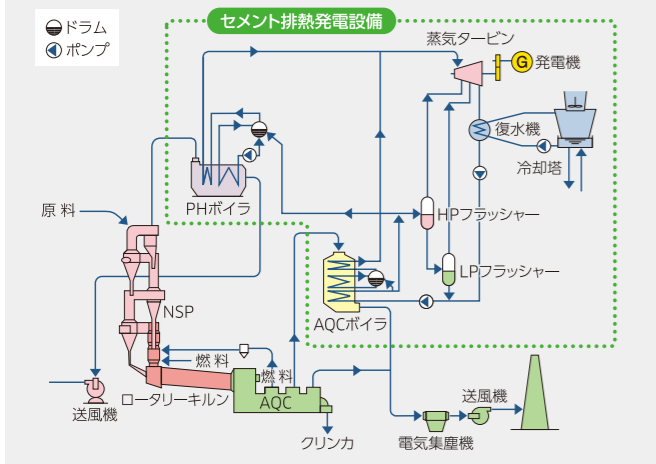 セメント排熱発電設備
ドラム
ポンプ
蒸気タービン
G 発電機
復水機
冷却塔
PHボイラ
原料
HPフラッシャー
LPフラッシャー
NSP
AQCボイラ
燃料
燃料
送風機
ロータリーキルン
AQC
クリンカ
送風機
電気集塵機